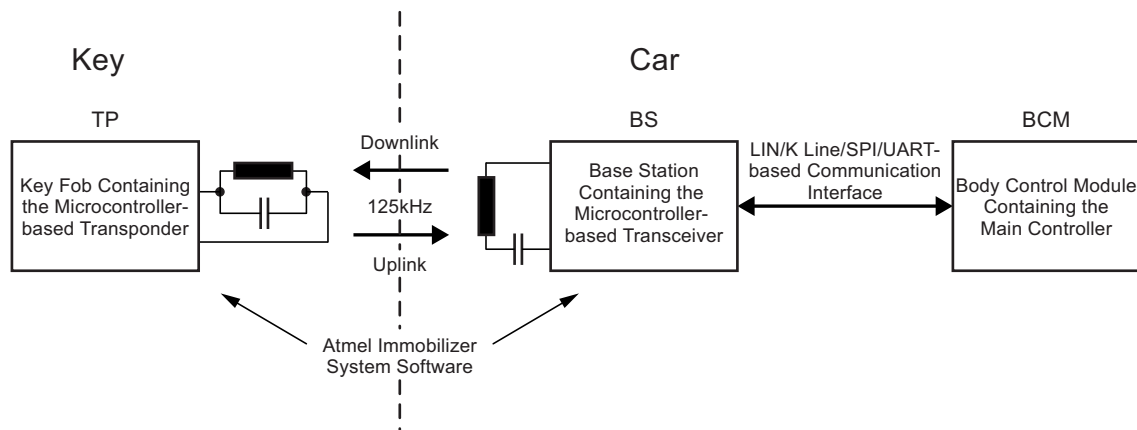 Key
Car
TP
Key Fob Containing
the Microcontroller-
based Transponder
Downlink
125kHz
Uplink
BS
Base Station
Containing the
Microcontroller-
based Transceiver
LIN/K Line/SPI/UART-
based Communication
Interface
BCM
Body Control Module
Containing the
Main Controller
Atmel Immobilizer
System Software